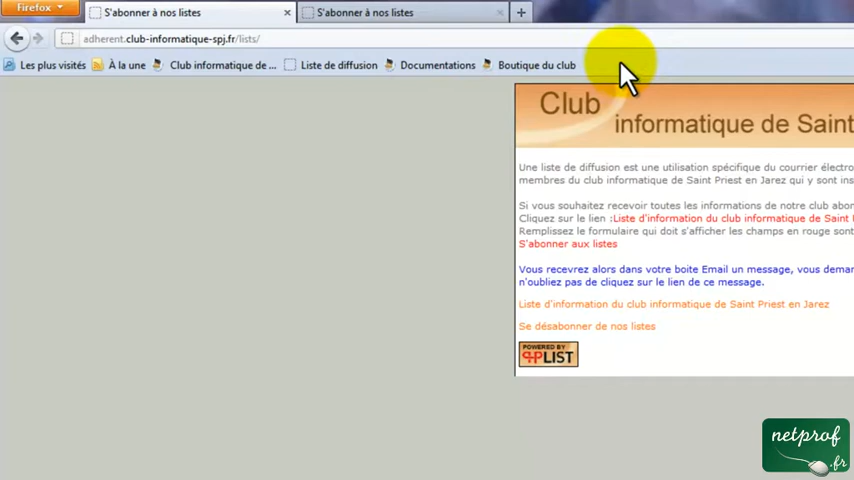 Firefox
S'abonner à nos listes
S'abonner à nos listes
adherent.club-informatique-spj.fr/lists/
Les plus visités À la une Club informatique de ... Liste de diffusion Documentations Boutique du club
Club
informatique de Saint
Une liste de diffusion est une utilisation spécifique du courrier électro
membres du club informatique de Saint Priest en Jarez qui y sont ins
Si vous souhaitez recevoir toutes les informations de notre club abon
Cliquez sur le lien :Liste d'information du club informatique de Saint
Remplissez le formulaire qui doit s'afficher les champs en rouge sont
S'abonner aux listes
Vous recevrez alors dans votre boite Email un message, vous deman
n'oubliez pas de cliquez sur le lien de ce message.
Liste d'information du club informatique de Saint Priest en Jarez
Se désabonner de nos listes
POWERED BY
PHPLIST
netprof
.fr